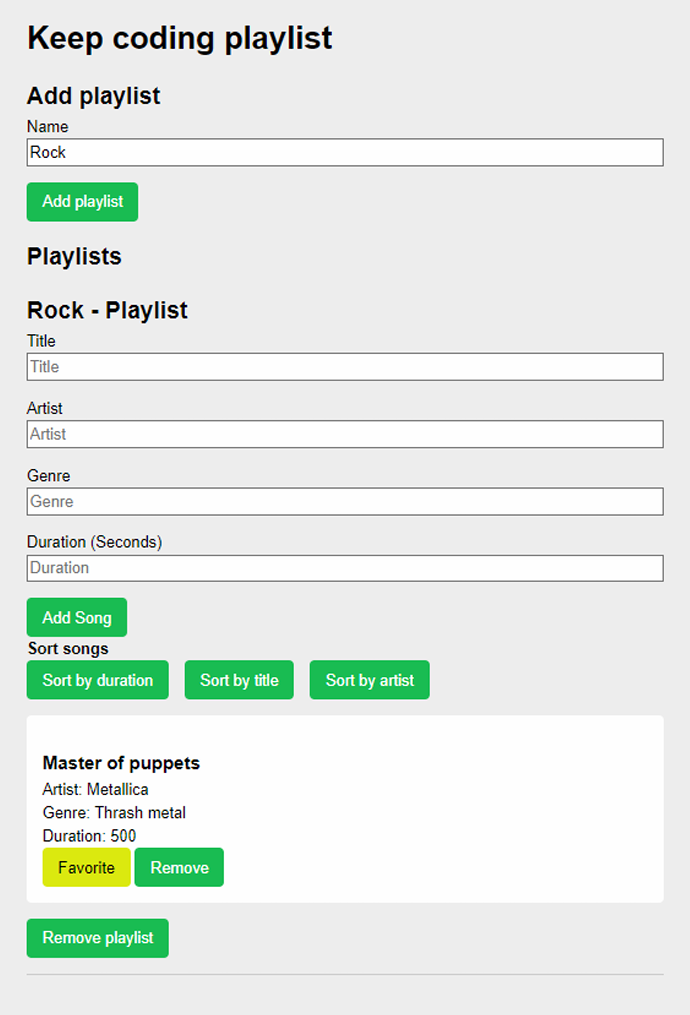 Keep coding playlist
Add playlist
Name
Rock
Add playlist
Playlists
Rock - Playlist
Title
Title
Artist
Artist
Genre
Genre
Duration (Seconds)
Duration
Add Song
Sort songs
Sort by duration Sort by title Sort by artist
Master of puppets
Artist: Metallica
Genre: Thrash metal
Duration: 500
Favorite Remove
Remove playlist